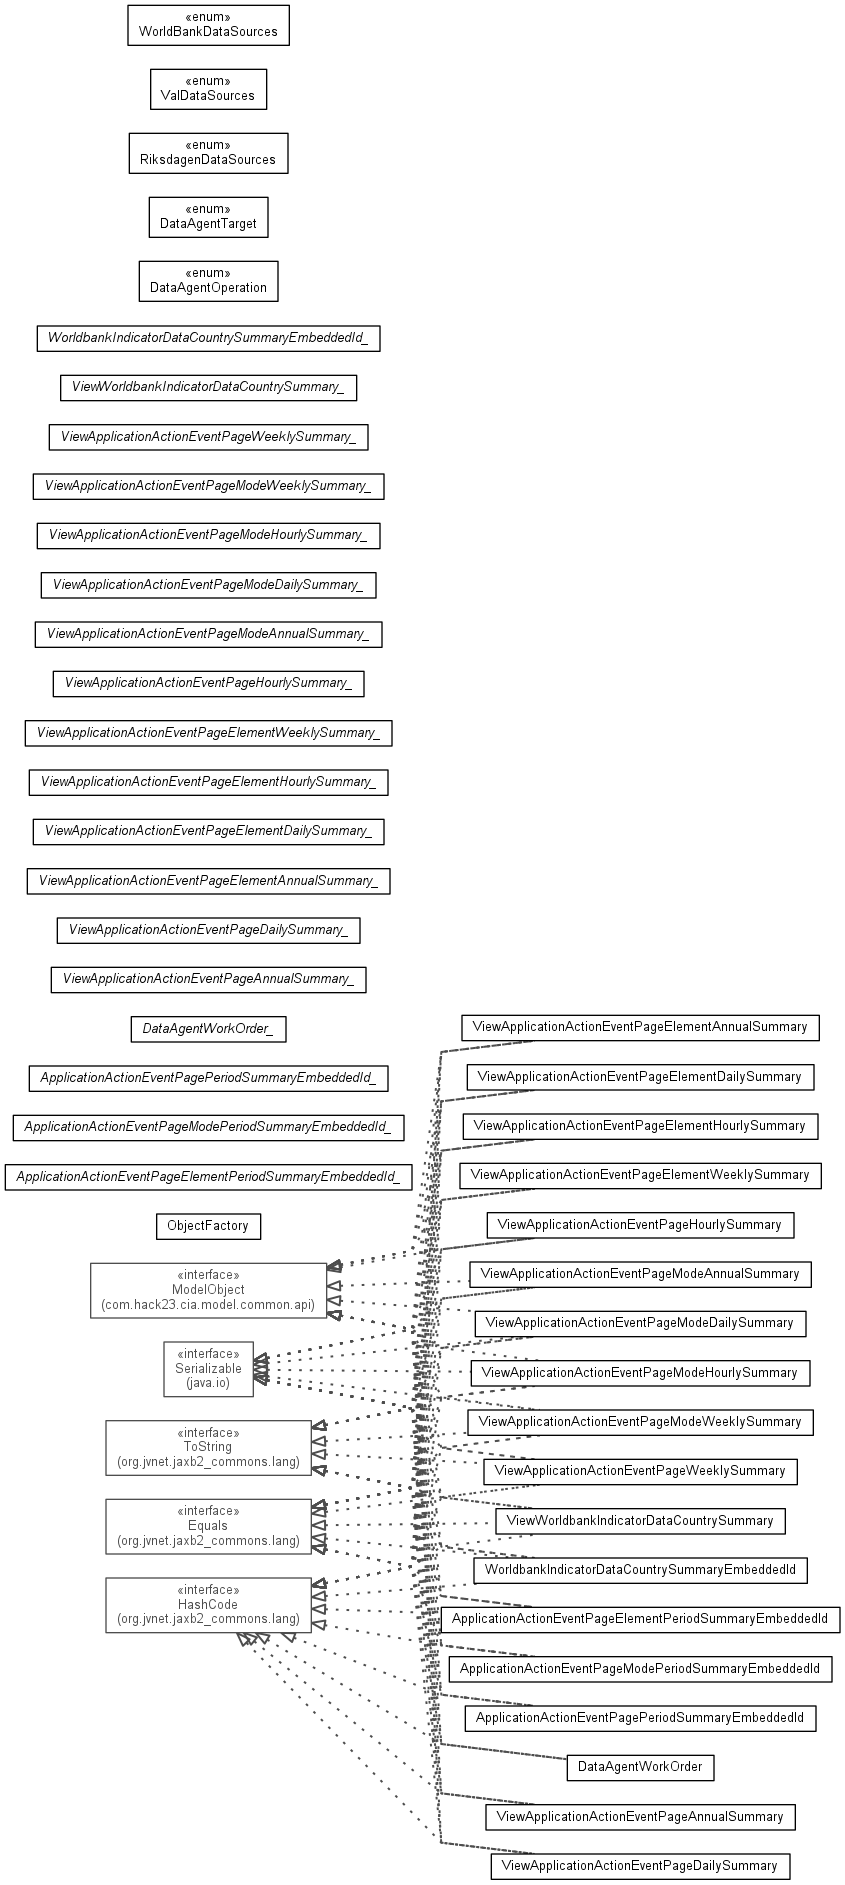 «enum»
WorldBankDataSources
«enum»
ValDataSources
«enum»
RiksdagenDataSources
«enum»
DataAgentTarget
«enum»
DataAgentOperation
WorldbankIndicatorDataCountrySummaryEmbeddedId_
ViewWorldbankIndicatorDataCountrySummary_
ViewApplicationActionEventPageWeeklySummary_
ViewApplicationActionEventPageModeWeeklySummary_
ViewApplicationActionEventPageModeHourlySummary_
ViewApplicationActionEventPageModeDailySummary_
ViewApplicationActionEventPageModeAnnualSummary_
ViewApplicationActionEventPageHourlySummary_
ViewApplicationActionEventPageElementWeeklySummary_
ViewApplicationActionEventPageElementHourlySummary_
ViewApplicationActionEventPageElementDailySummary_
ViewApplicationActionEventPageElementAnnualSummary_
ViewApplicationActionEventPageDailySummary_
ViewApplicationActionEventPageAnnualSummary_
DataAgentWorkOrder_
ApplicationActionEventPagePeriodSummaryEmbeddedId_
ApplicationActionEventPageModePeriodSummaryEmbeddedId_
ApplicationActionEventPageElementPeriodSummaryEmbeddedId_
ObjectFactory
«interface»
ModelObject
(com.hack23.cia.model.common.api)
«interface»
Serializable
(java.io)
«interface»
ToString
(org.jvnet.jaxb2_commons.lang)
«interface»
Equals
(org.jvnet.jaxb2_commons.lang)
«interface»
HashCode
(org.jvnet.jaxb2_commons.lang)
ViewApplicationActionEventPageElementAnnualSummary
ViewApplicationActionEventPageElementDailySummary
ViewApplicationActionEventPageElementHourlySummary
ViewApplicationActionEventPageElementWeeklySummary
ViewApplicationActionEventPageHourlySummary
ViewApplicationActionEventPageModeAnnualSummary
ViewApplicationActionEventPageModeDailySummary
ViewApplicationActionEventPageModeHourlySummary
ViewApplicationActionEventPageModeWeeklySummary
ViewApplicationActionEventPageWeeklySummary
ViewWorldbankIndicatorDataCountrySummary
WorldbankIndicatorDataCountrySummaryEmbeddedId
ApplicationActionEventPageElementPeriodSummaryEmbeddedId
ApplicationActionEventPageModePeriodSummaryEmbeddedId
ApplicationActionEventPagePeriodSummaryEmbeddedId
DataAgentWorkOrder
ViewApplicationActionEventPageAnnualSummary
ViewApplicationActionEventPageDailySummary